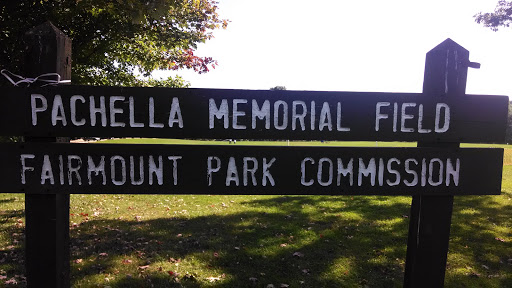 PACHELLA MEMORIAL FIELD
FAIRMOUNT PARK COMMISSION